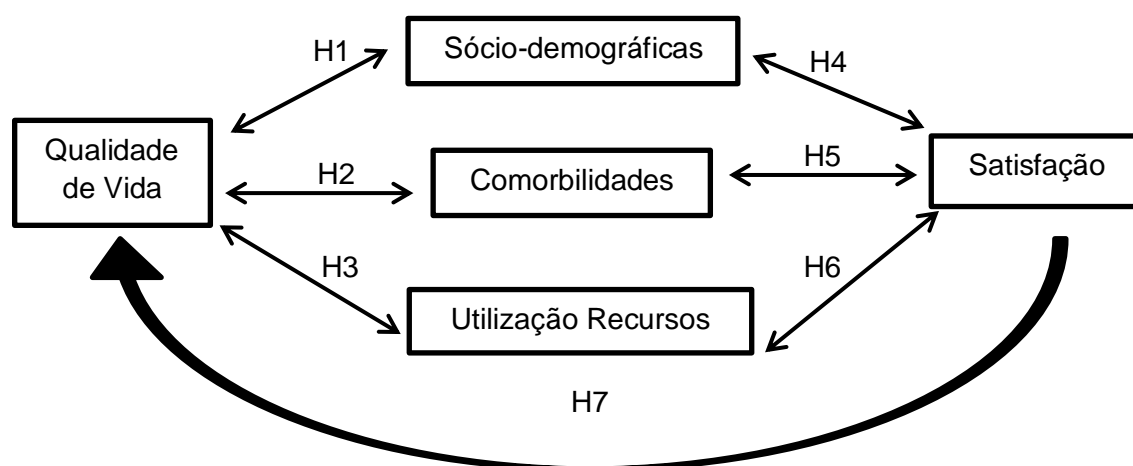 Sócio-demográficas
H1
H4
Qualidade
de Vida
H2
Comorbilidades
H5
Satisfação
H3
H6
Utilização Recursos
H7